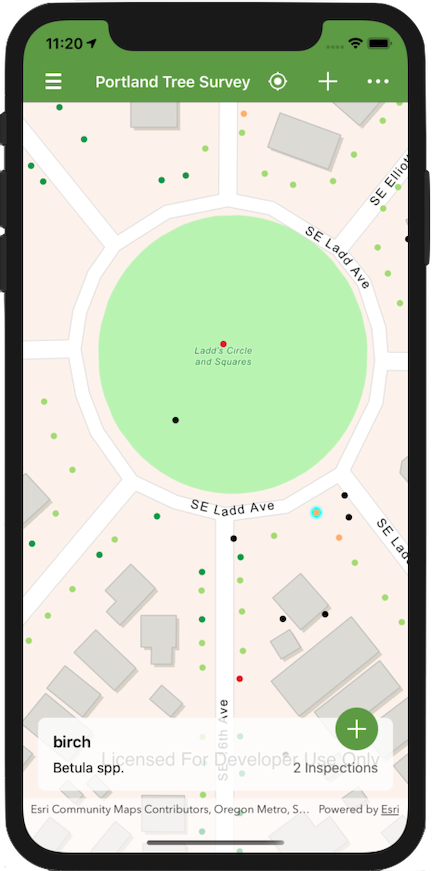 11:20
Portland Tree Survey
SE Elliott
SE Ladd Ave
Ladd's Circle
and Squares
SE Ladd Ave
SE Ladd
SE 16th Ave
birch
Licensed For Developer Use Only
Betula spp.
2 Inspections
Esri Community Maps Contributors, Oregon Metro, S... Powered by Esri